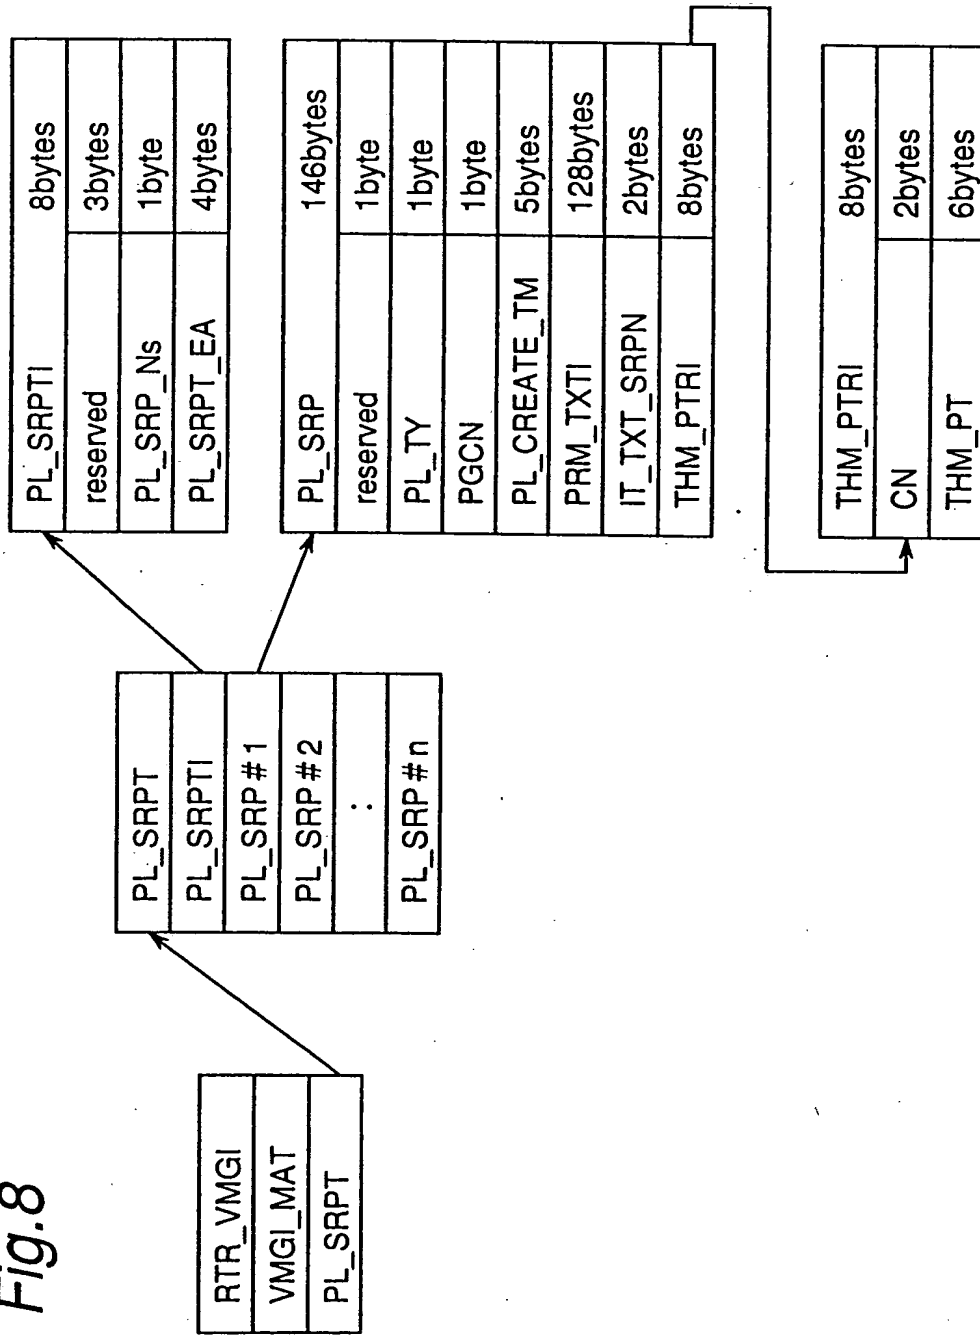 Fig.8
RTR_VMGI
VMGI_MAT
PL_SRPT
PL_SRPT
PL_SRPTI
PL_SRP#1
PL_SRP#2
:
PL_SRP#n
PL_SRPTI 8bytes
reserved 3bytes
PL_SRP_Ns 1byte
PL_SRPT_EA 4bytes
PL_SRP 146bytes
reserved 1byte
PL_TY 1byte
PGCN 1byte
PL_CREATE_TM 5bytes
PRM_TXTI 128bytes
IT_TXT_SRPN 2bytes
THM_PTRI 8bytes
THM_PTRI 8bytes
CN 2bytes
THM_PT 6bytes